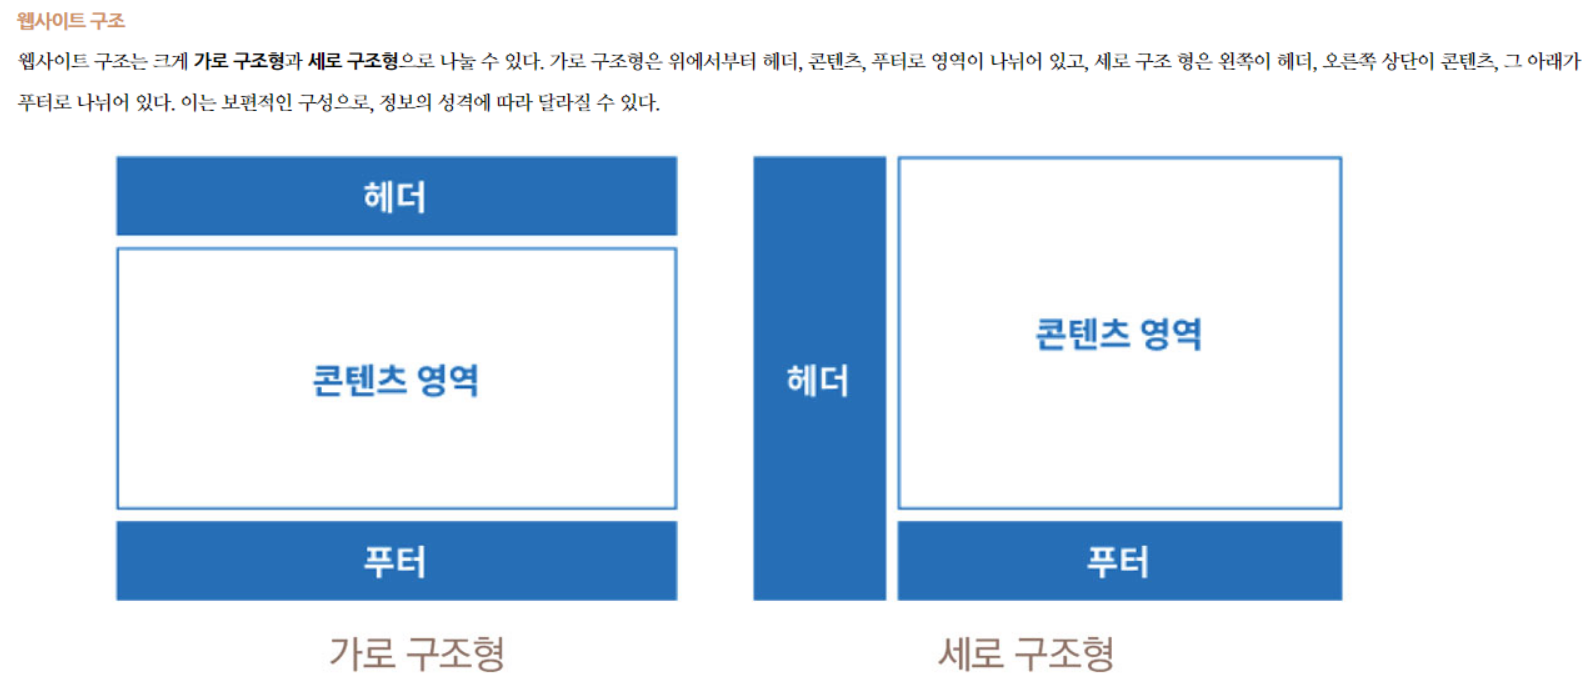 웹사이트 구조
웹사이트 구조는 크게 가로 구조형과 세로 구조형으로 나눌 수 있다. 가로 구조형은 위에서부터 헤더, 콘텐츠, 푸터로 영역이 나뉘어 있고, 세로 구조 형은 왼쪽이 헤더, 오른쪽 상단이 콘텐츠, 그 아래가
푸터로 나뉘어 있다. 이는 보편적인 구성으로, 정보의 성격에 따라 달라질 수 있다.
헤더
콘텐츠 영역
푸터
가로 구조형
헤더
콘텐츠 영역
푸터
세로 구조형